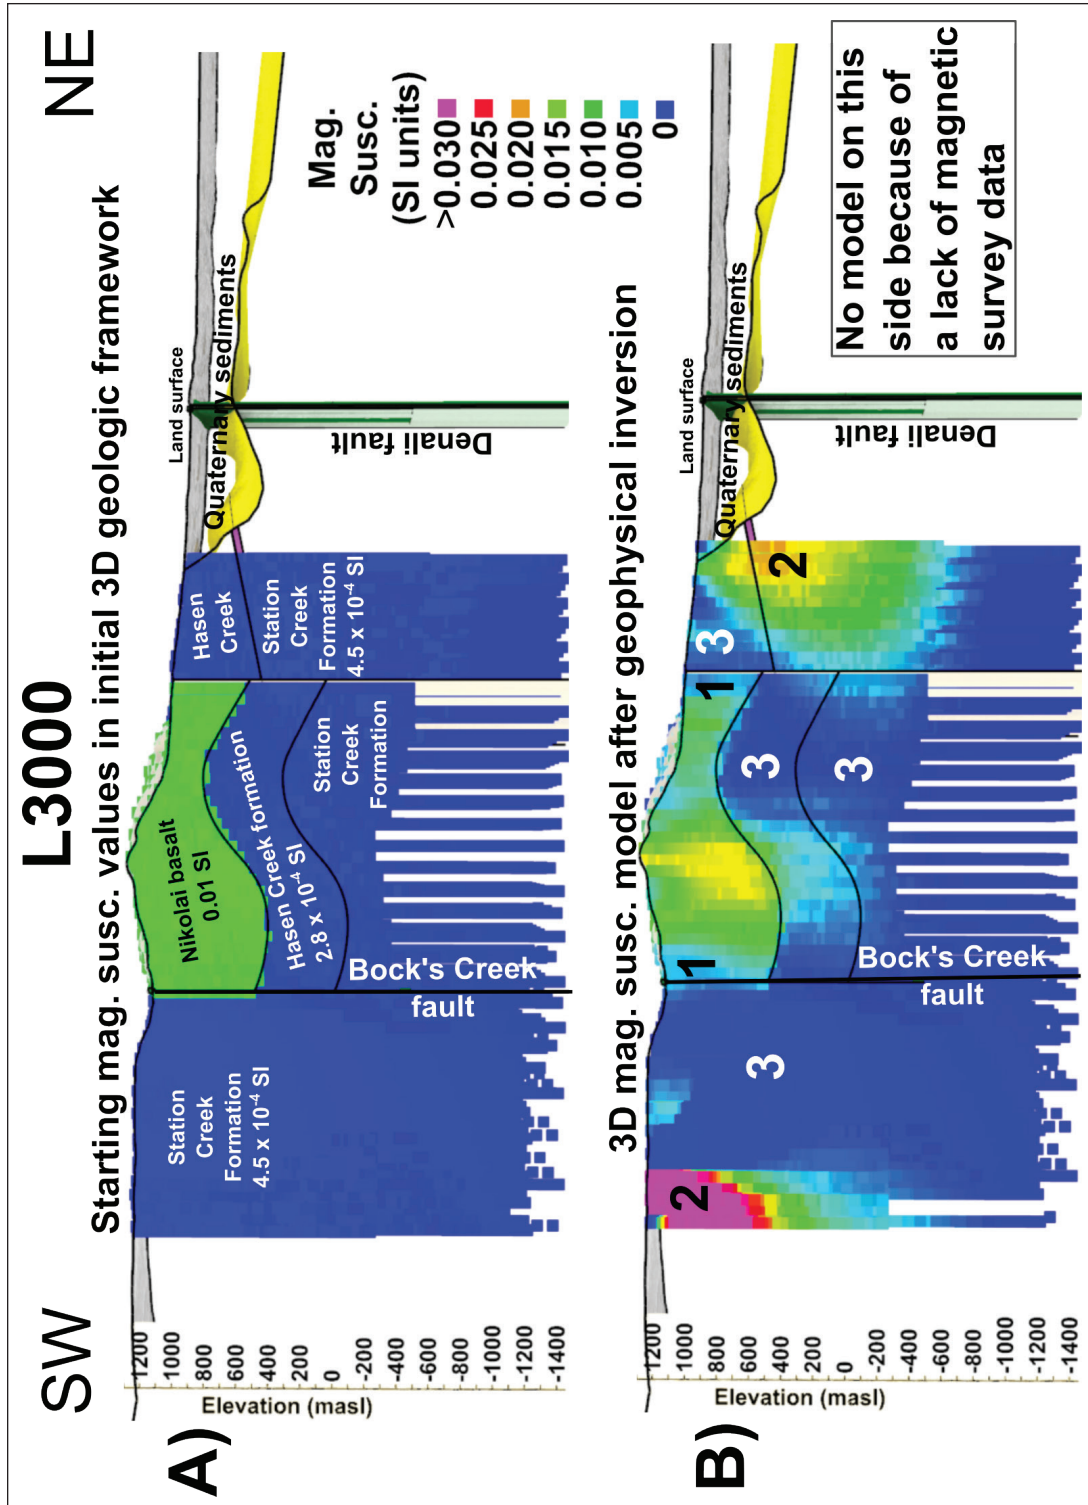 L3000
SW
NE
A)
Starting mag. susc. values in initial 3D geologic framework
Elevation (masl)
1200
1000
800
600
400
200
0
-200
-400
-600
-800
-1000
-1200
-1400
Station
Creek
Formation
4.5 x 10⁻⁴ SI
Nikolai basalt
0.01 SI
Hasen Creek formation
2.8 x 10⁻⁴ SI
Station
Creek
Formation
Bock's Creek
fault
Hasen
Creek
Station
Creek
Formation
4.5 x 10⁻⁴ SI
Land surface
Quaternary sediments
Denali fault
Mag.
Susc.
(SI units)
>0.030
0.025
0.020
0.015
0.010
0.005
0
B)
3D mag. susc. model after geophysical inversion
Elevation (masl)
1200
1000
800
600
400
200
0
-200
-400
-600
-800
-1000
-1200
-1400
2
3
1
3
3
1
3
2
Bock's Creek
fault
Land surface
Quaternary sediments
Denali fault
No model on this
side because of
a lack of magnetic
survey data